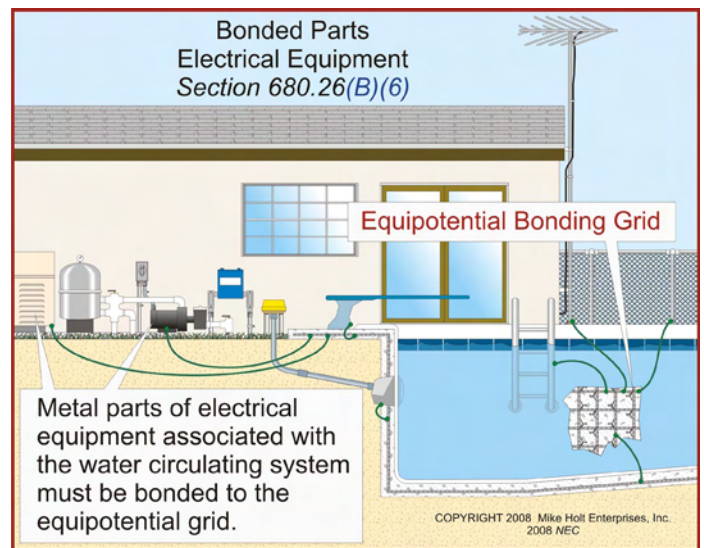 Bonded Parts
Electrical Equipment
Section 680.26(B)(6)
Equipotential Bonding Grid
Metal parts of electrical
equipment associated with
the water circulating system
must be bonded to the
equipotential grid.
COPYRIGHT 2008 Mike Holt Enterprises, Inc.
2008 NEC